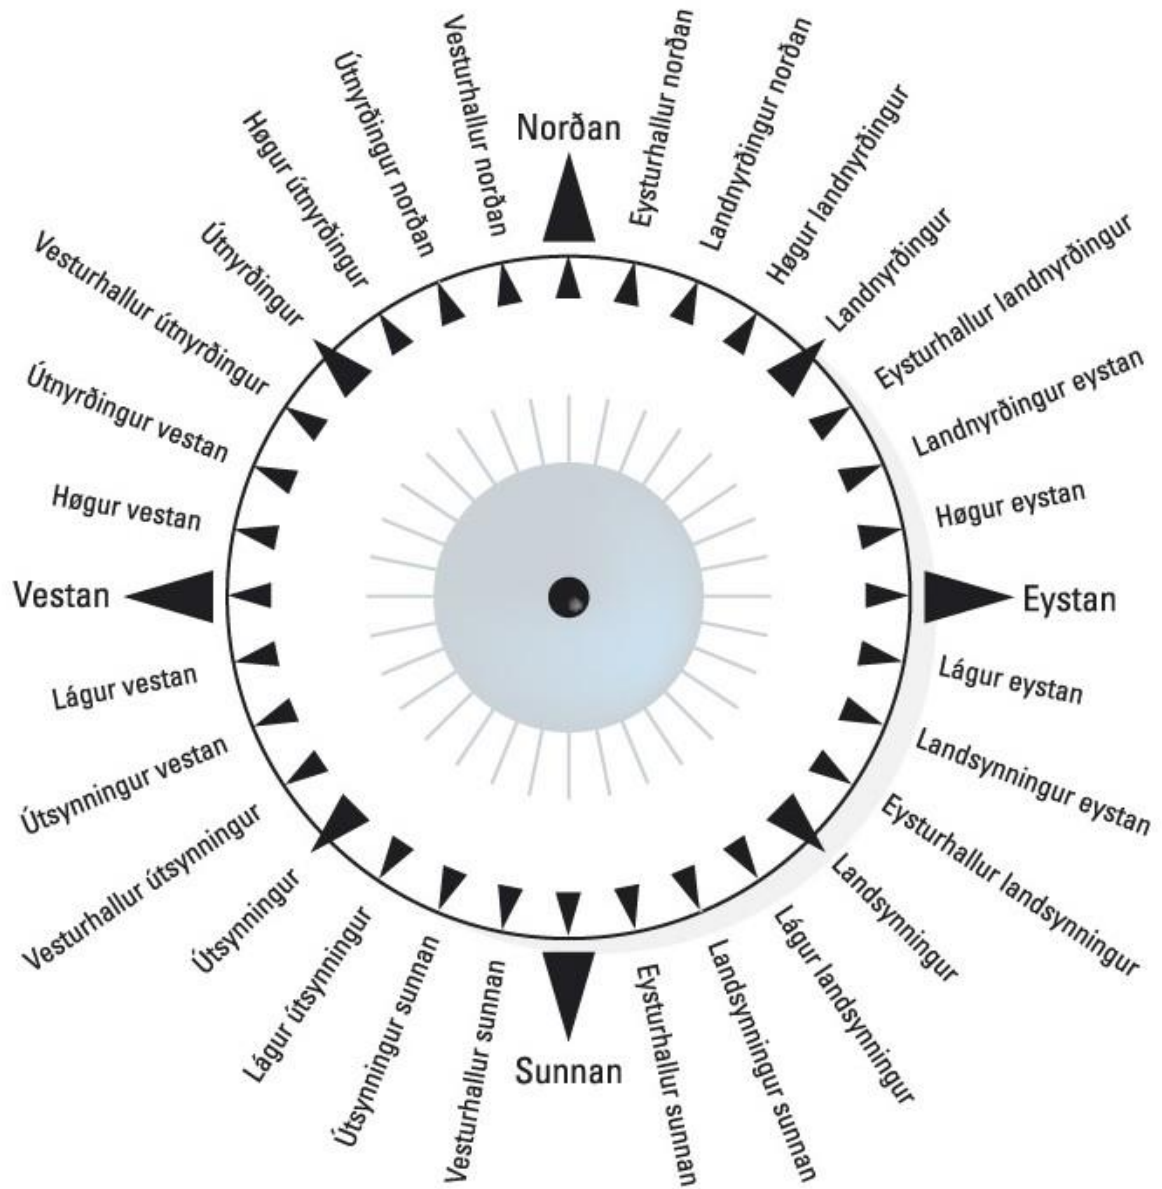 Norðan
Eysturhallur norðan
Landnyrðingur norðan
Høgur landnyrðingur
Landnyrðingur
Eysturhallur landnyrðingur
Landnyrðingur eystan
Høgur eystan
Eystan
Lágur eystan
Landsynningur eystan
Eysturhallur landsynningur
Landsynningur
Lágur landsynningur
Landsynningur sunnan
Eysturhallur sunnan
Sunnan
Vesturhallur sunnan
Útsynningur sunnan
Lágur útsynningur
Útsynningur
Vesturhallur útsynningur
Útsynningur vestan
Lágur vestan
Vestan
Høgur vestan
Útnyrðingur vestan
Vesturhallur útnyrðingur
Útnyrðingur
Høgur útnyrðingur
Útnyrðingur norðan
Vesturhallur norðan